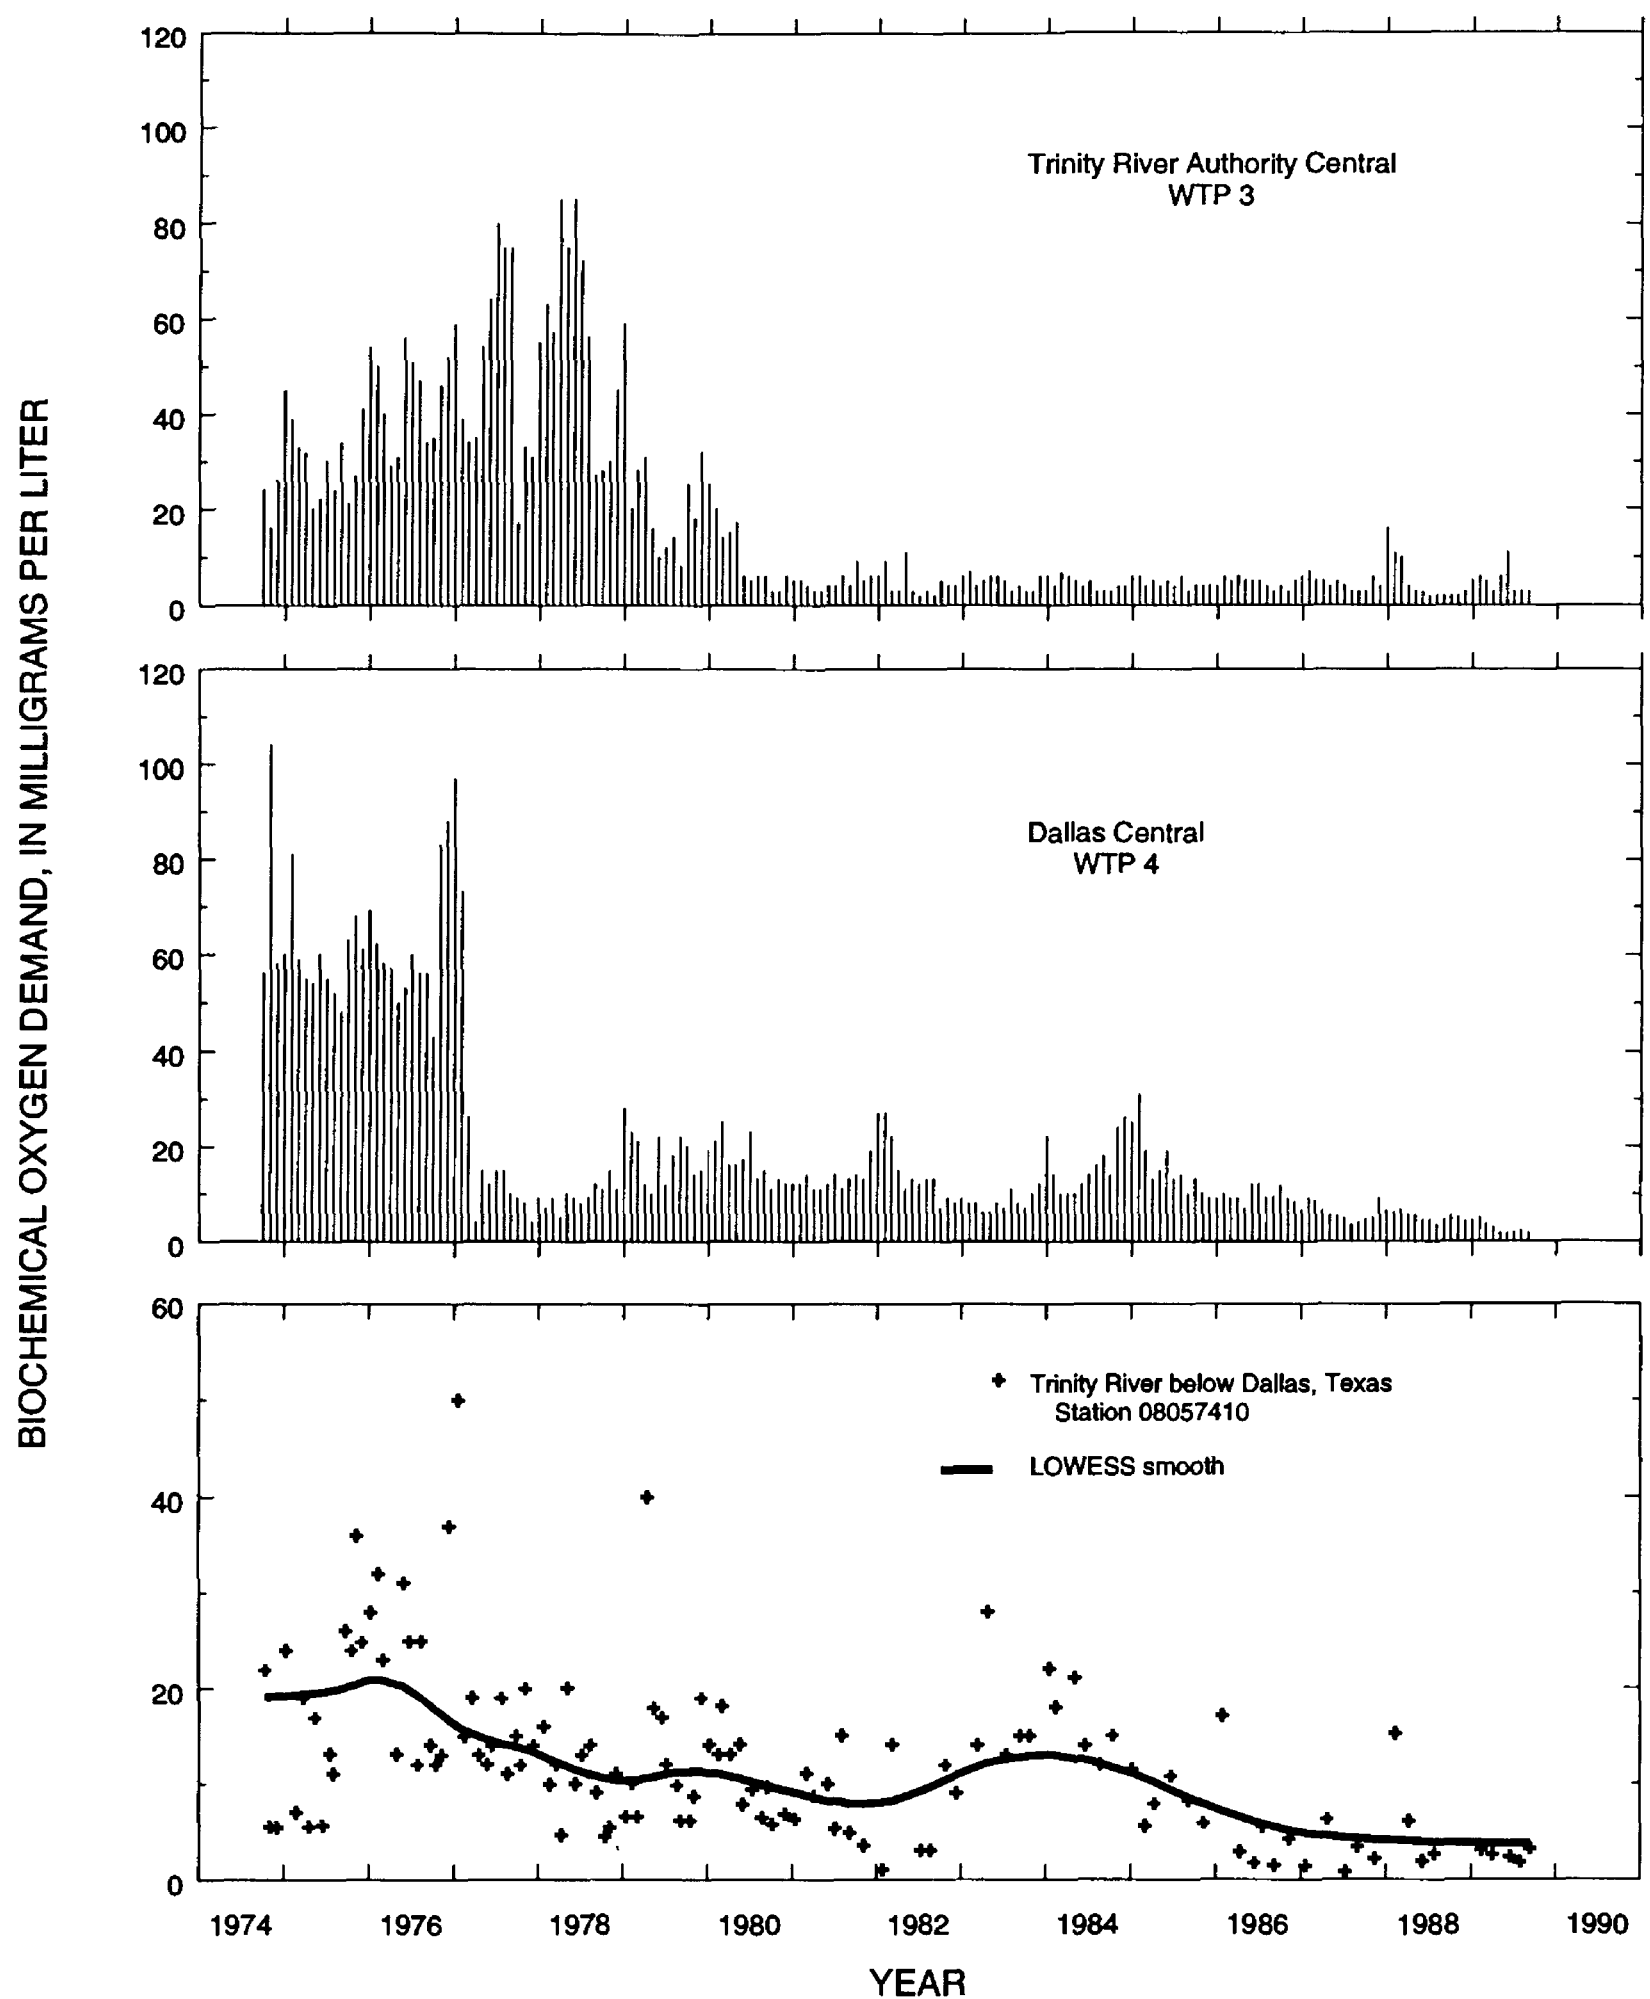 BIOCHEMICAL OXYGEN DEMAND, IN MILLIGRAMS PER LITER
120
100
80
60
40
20
0
Trinity River Authority Central
WTP 3
120
100
80
60
40
20
0
Dallas Central
WTP 4
60
40
20
0
Trinity River below Dallas, Texas
Station 08057410
LOWESS smooth
1974 1976 1978 1980 1982 1984 1986 1988 1990
YEAR